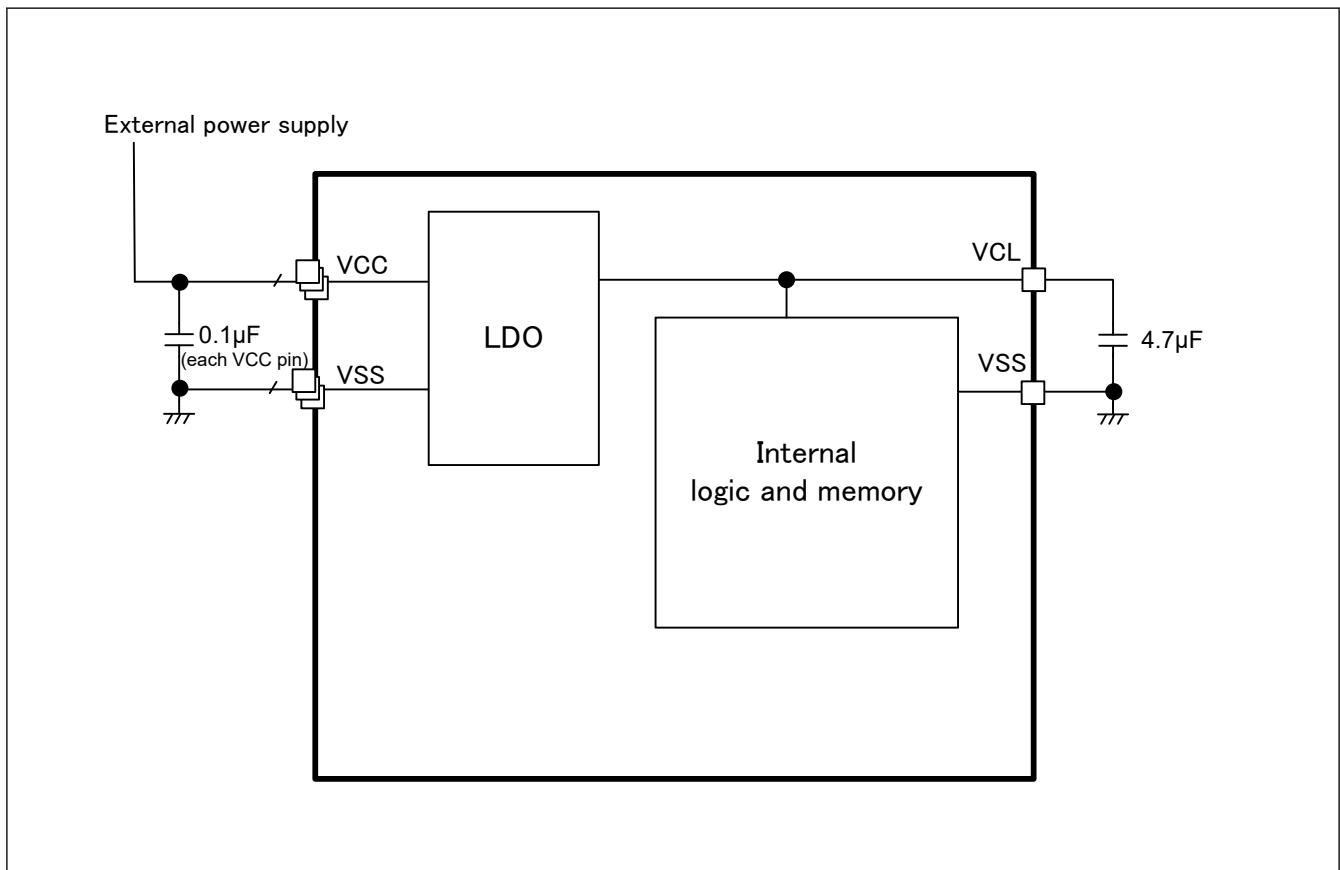 External power supply
VCC
VCL
0.1µF
(each VCC pin)
LDO
4.7µF
VSS
VSS
Internal
logic and memory